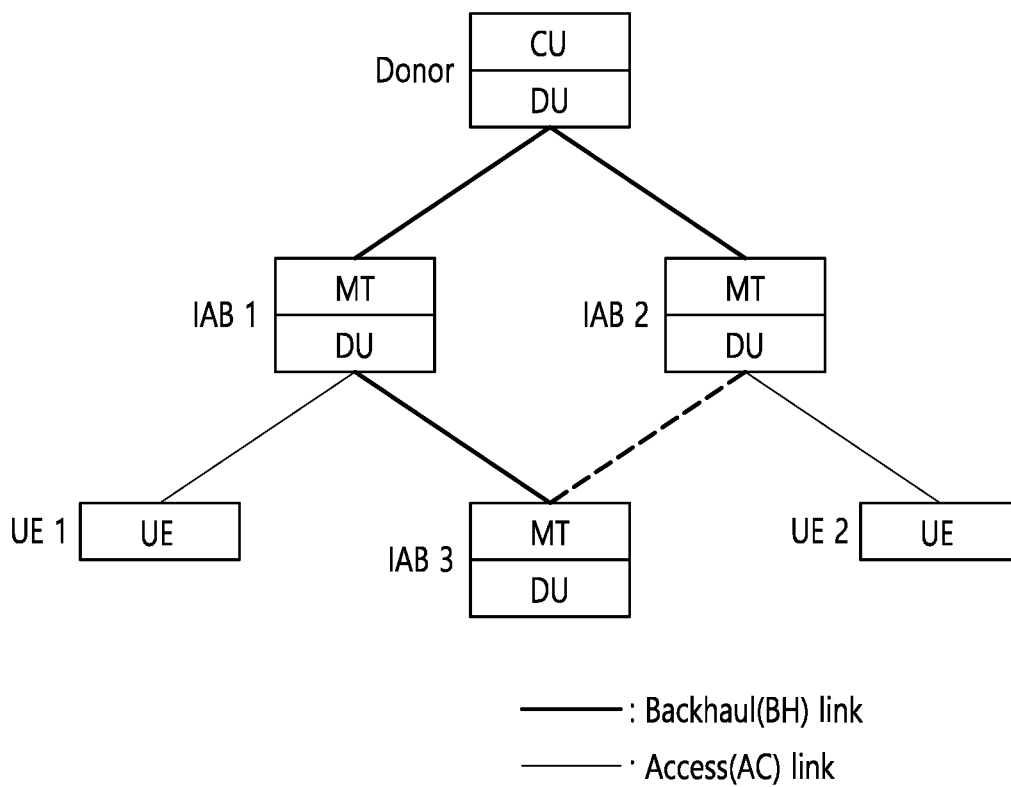 CU
Donor
DU
MT
IAB 1
DU
MT
IAB 2
DU
UE 1
UE
MT
IAB 3
DU
UE 2
UE
: Backhaul(BH) link
: Access(AC) link